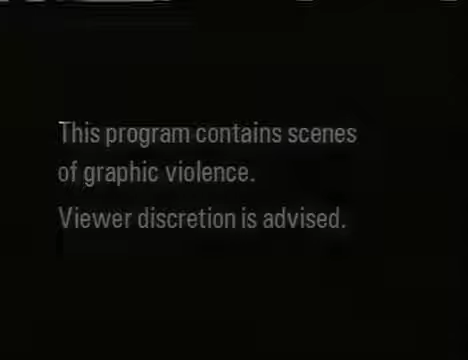 This program contains scenes
of graphic violence.
Viewer discretion is advised.